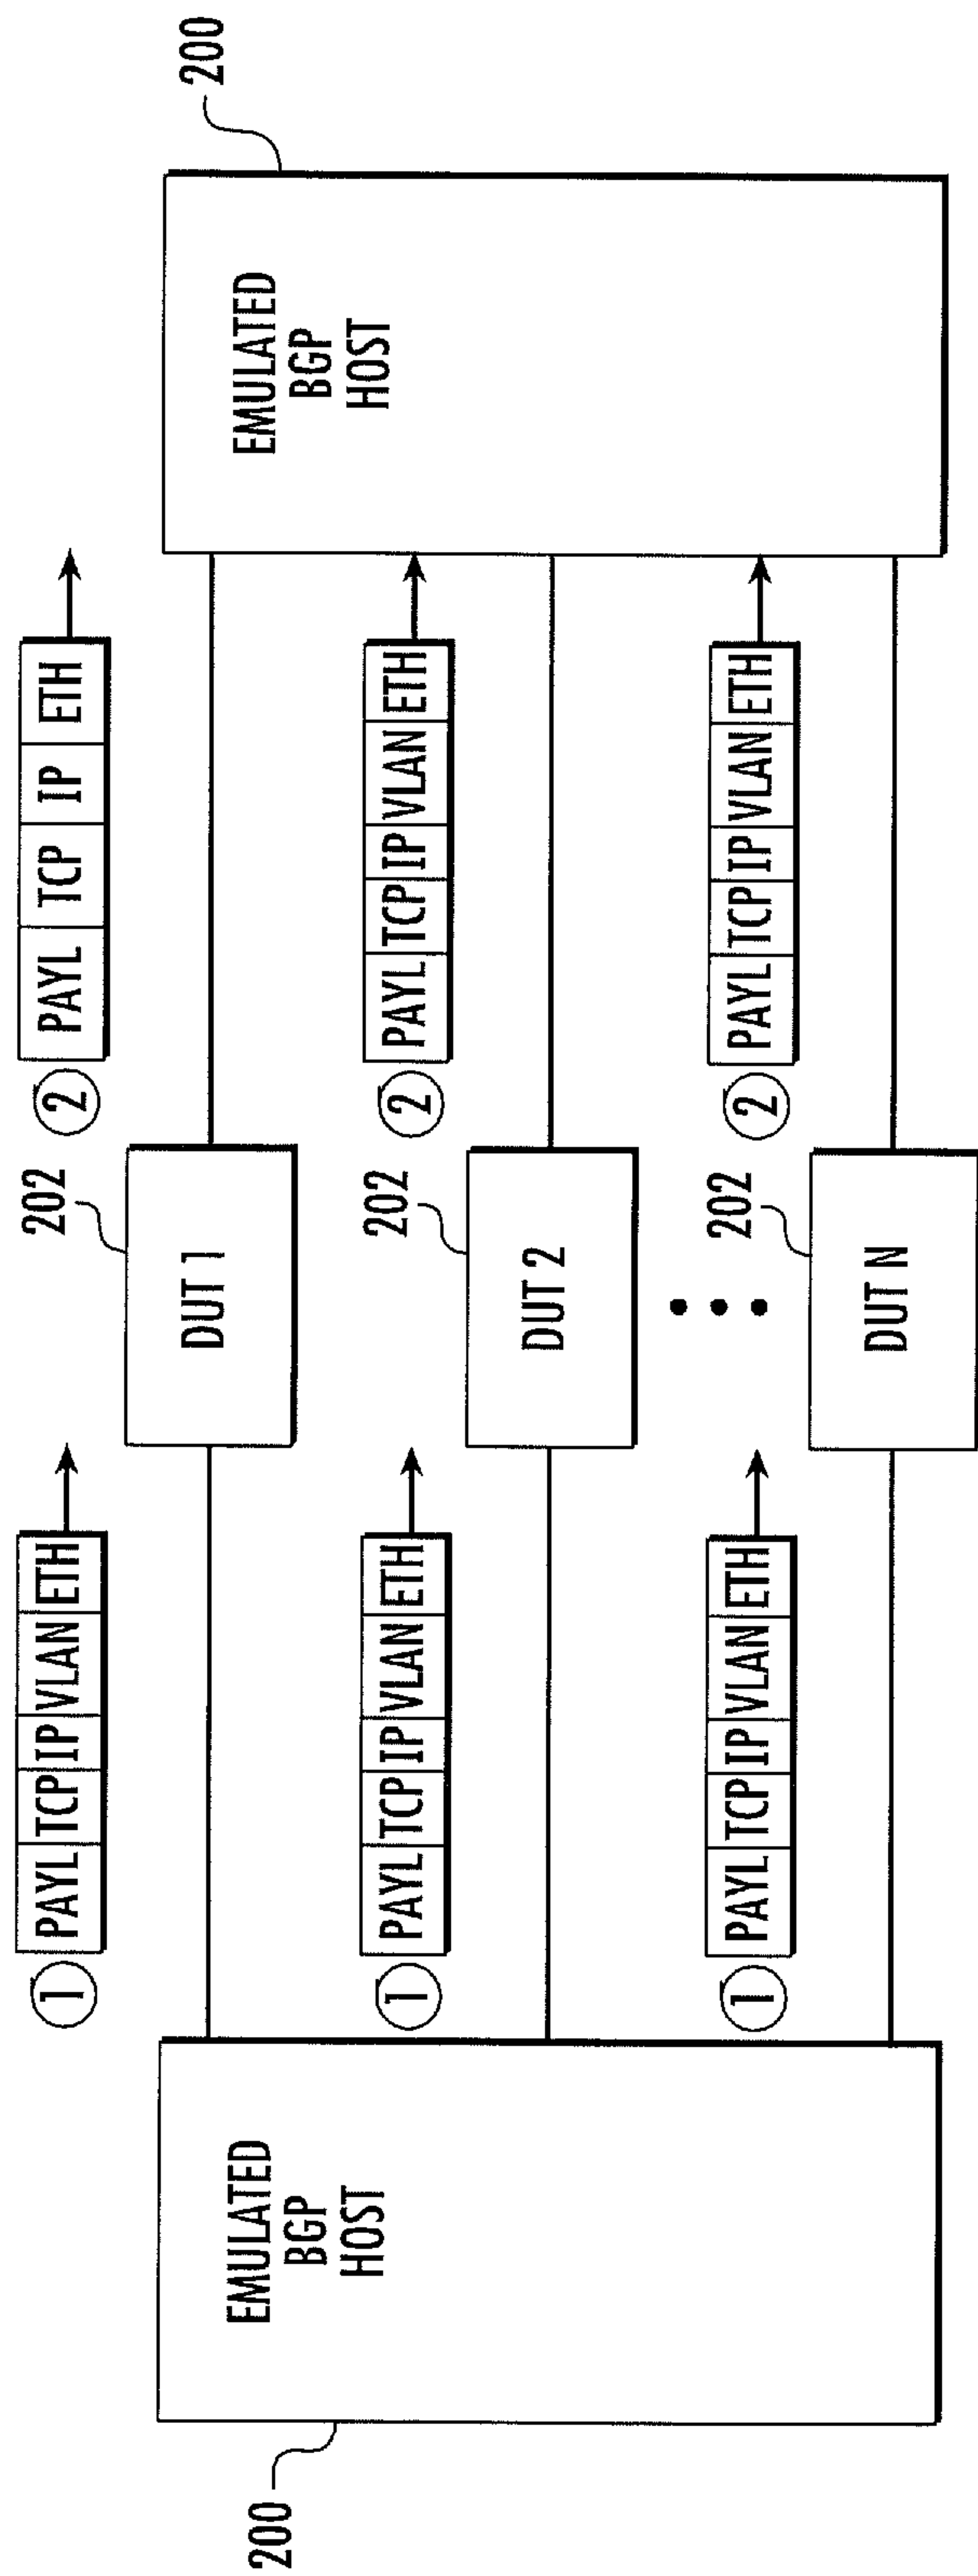 ① PAYL TCP IP VLAN ETH
② PAYL TCP IP ETH
200
202
DUT 1
EMULATED
BGP
HOST
EMULATED
BGP
HOST
① PAYL TCP IP VLAN ETH
② PAYL TCP IP VLAN ETH
202
DUT 2
① PAYL TCP IP VLAN ETH
② PAYL TCP IP VLAN ETH
202
DUT N
200